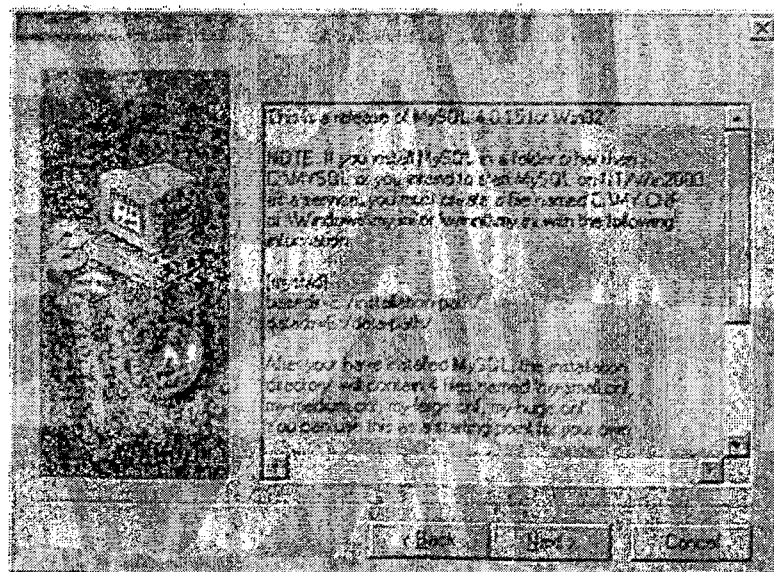 This is a release of MySQL 4.0.15 for Win32.
NOTE: If you install MySQL in a folder other than
C:\MYSQL or you intend to start MySQL on NT/Win2000
as a service, you must create a file named C:\MY.CNF
or \Windows\my.ini or \winnt\my.ini with the following
information:
[mysqld]
basedir=E:/installation-path/
datadir=E:/data-path/
After your have installed MySQL, the installation
directory will contain 4 files named 'my-small.cnf,
my-medium.cnf, my-large.cnf, my-huge.cnf'.
You can use this as a starting point for your own
< Back
Next >
Cancel